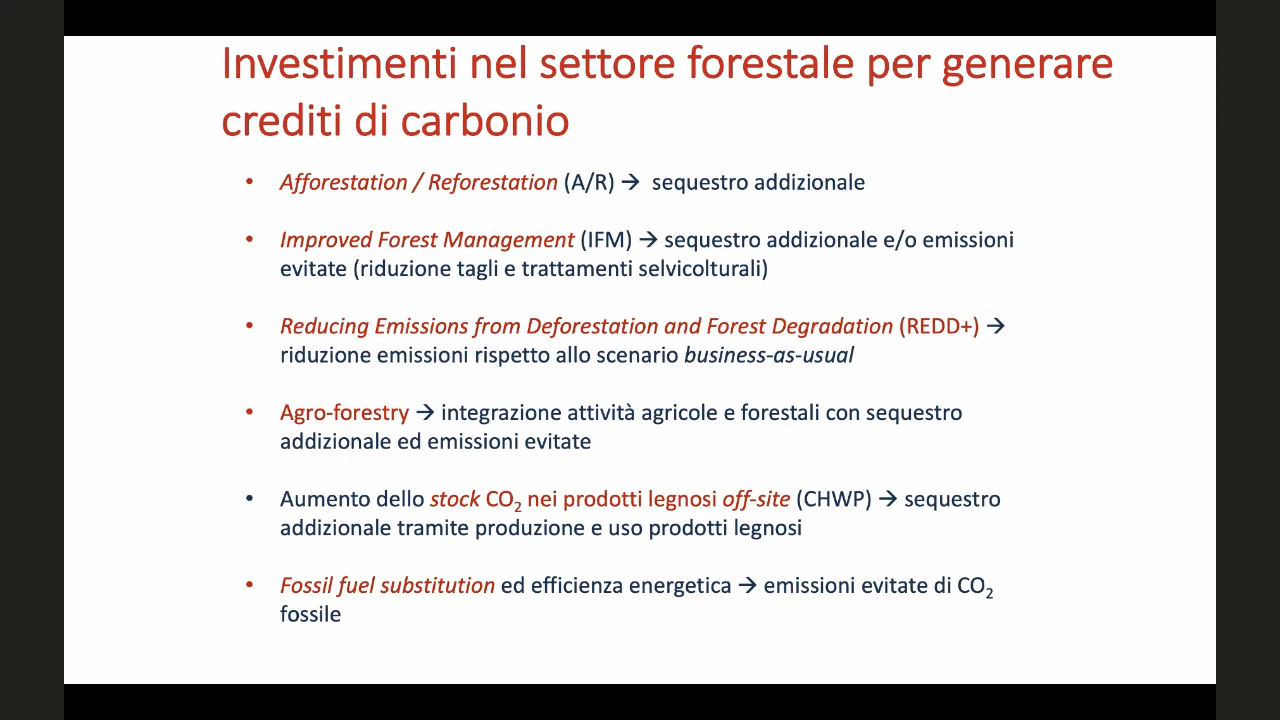 Investimenti nel settore forestale per generare
crediti di carbonio
• Afforestation / Reforestation (A/R) → sequestro addizionale
• Improved Forest Management (IFM) → sequestro addizionale e/o emissioni
evitate (riduzione tagli e trattamenti selvicolturali)
• Reducing Emissions from Deforestation and Forest Degradation (REDD+) →
riduzione emissioni rispetto allo scenario business-as-usual
• Agro-forestry → integrazione attività agricole e forestali con sequestro
addizionale ed emissioni evitate
• Aumento dello stock CO₂ nei prodotti legnosi off-site (CHWP) → sequestro
addizionale tramite produzione e uso prodotti legnosi
• Fossil fuel substitution ed efficienza energetica → emissioni evitate di CO₂
fossile